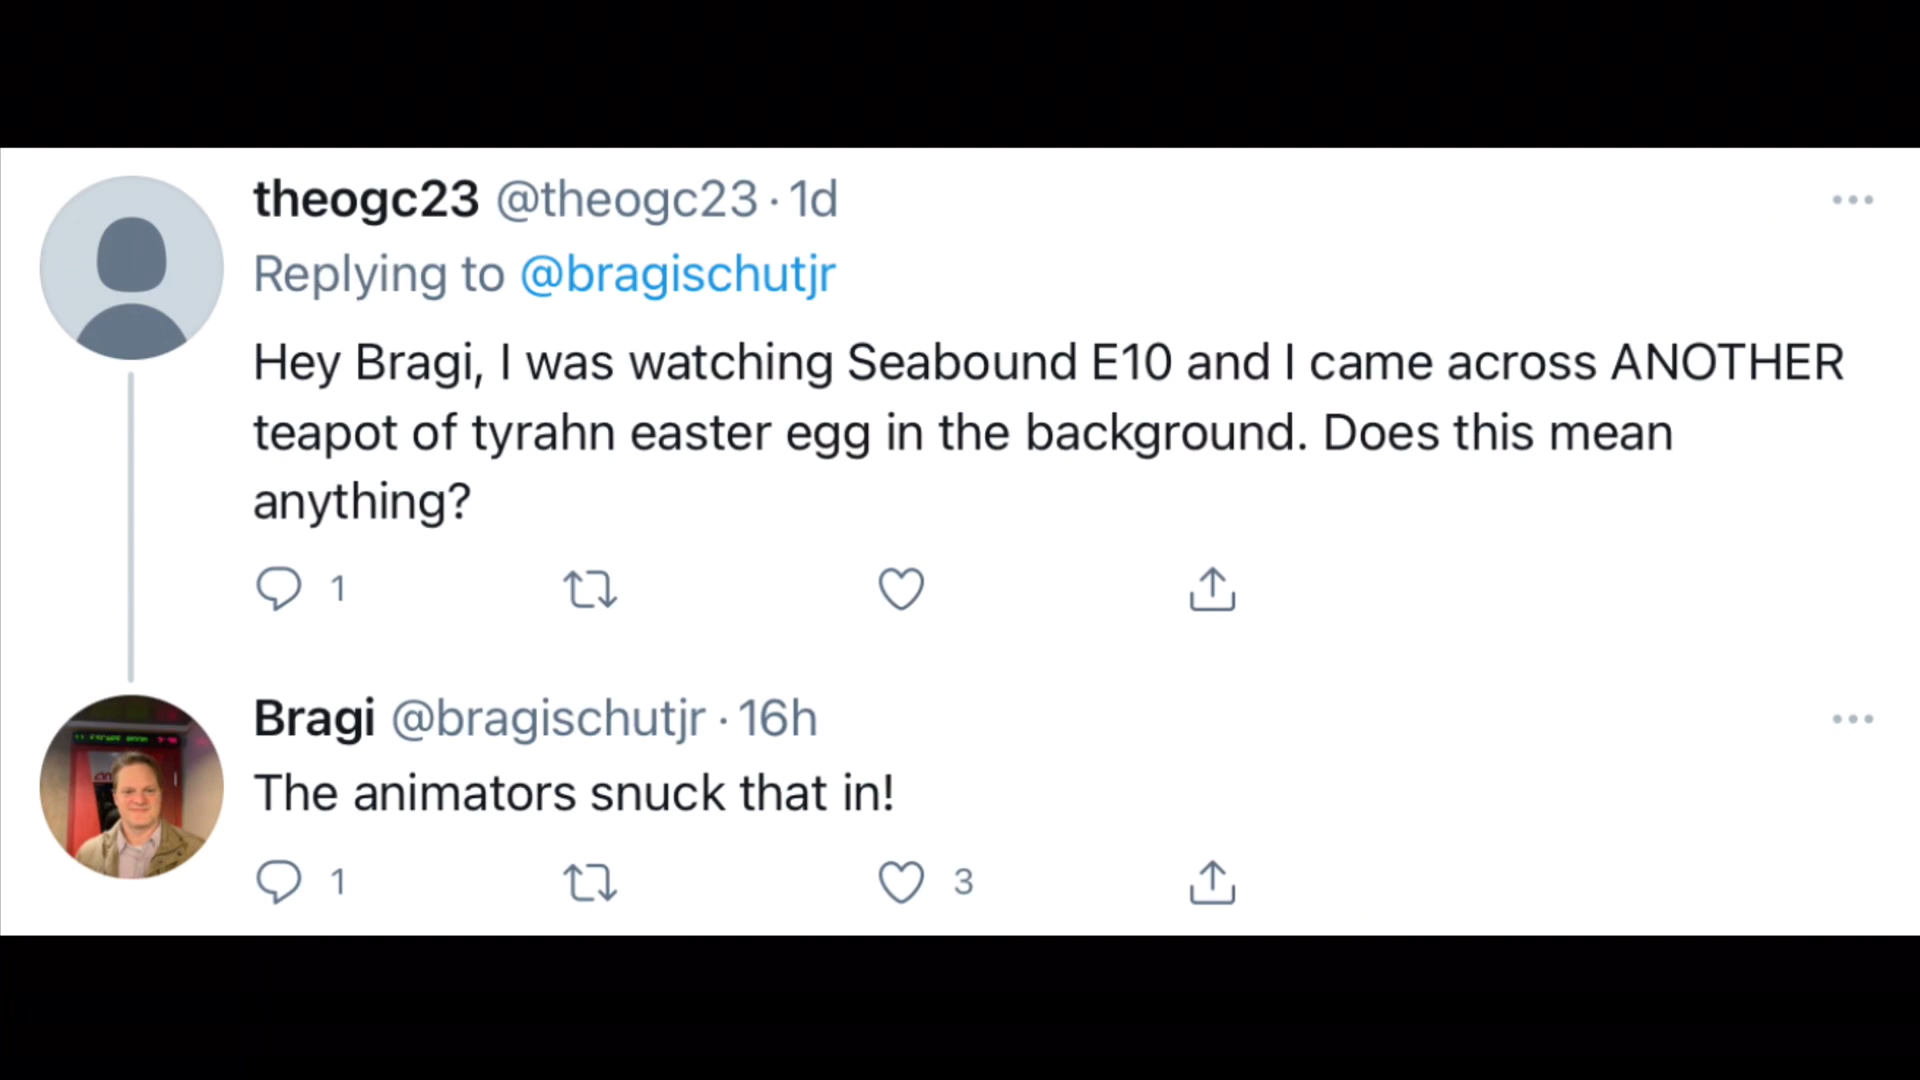 theogc23 @theogc23 · 1d
Replying to @bragischutjr
Hey Bragi, I was watching Seabound E10 and I came across ANOTHER
teapot of tyrahn easter egg in the background. Does this mean
anything?
1
Bragi @bragischutjr · 16h
The animators snuck that in!
1 3